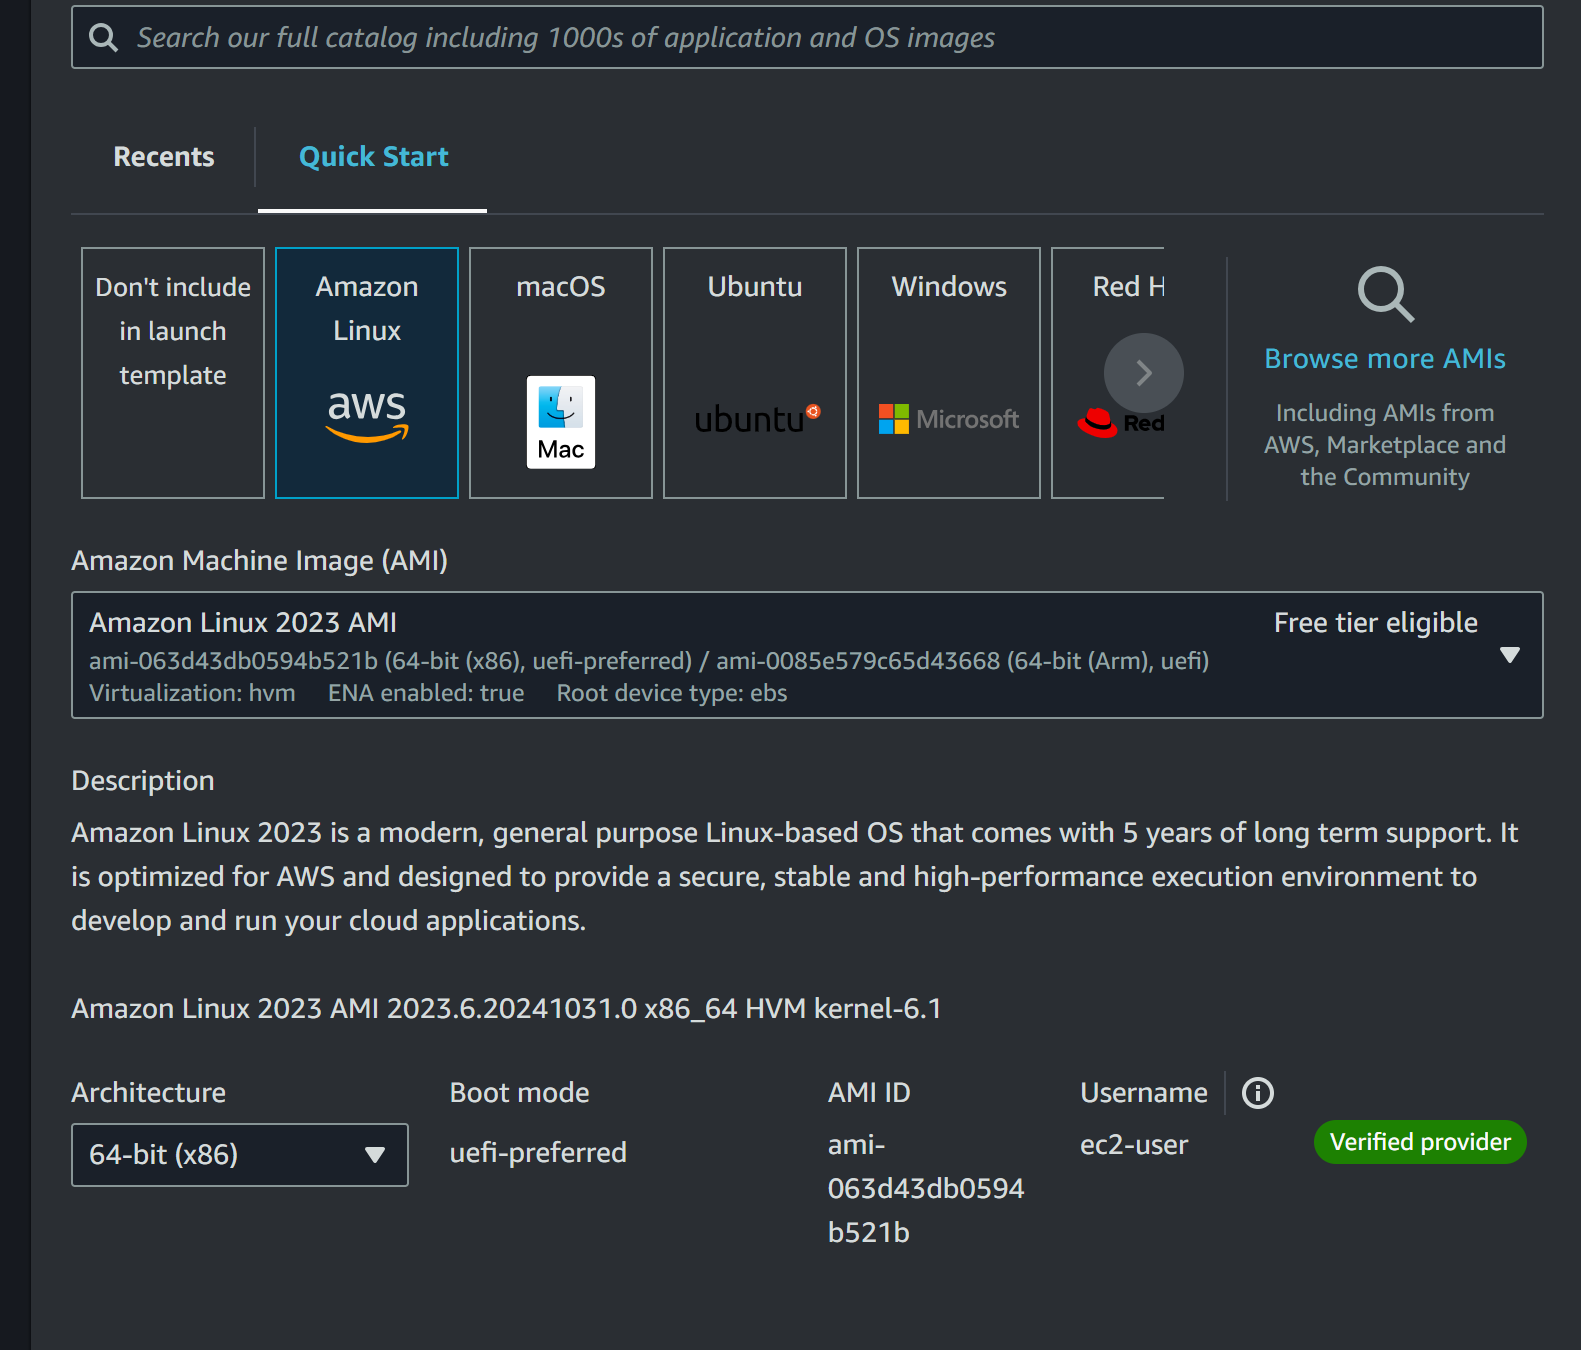 Search our full catalog including 1000s of application and OS images
Recents
Quick Start
Don't include
in launch
template
Amazon
Linux
aws
macOS
Mac
Ubuntu
ubuntu
Windows
Microsoft
Red H
Red
Browse more AMIs
Including AMIs from
AWS, Marketplace and
the Community
Amazon Machine Image (AMI)
Amazon Linux 2023 AMI
Free tier eligible
ami-063d43db0594b521b (64-bit (x86), uefi-preferred) / ami-0085e579c65d43668 (64-bit (Arm), uefi)
Virtualization: hvm ENA enabled: true Root device type: ebs
Description
Amazon Linux 2023 is a modern, general purpose Linux-based OS that comes with 5 years of long term support. It
is optimized for AWS and designed to provide a secure, stable and high-performance execution environment to
develop and run your cloud applications.
Amazon Linux 2023 AMI 2023.6.20241031.0 x86_64 HVM kernel-6.1
Architecture
64-bit (x86)
Boot mode
uefi-preferred
AMI ID
ami-
063d43db0594
b521b
Username
ec2-user
Verified provider